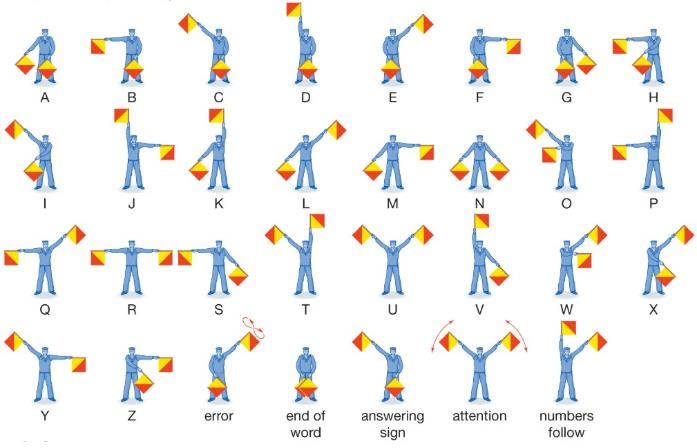 A B C D E F G H
I J K L M N O P
Q R S T U V W X
Y Z error end of word answering sign attention numbers follow